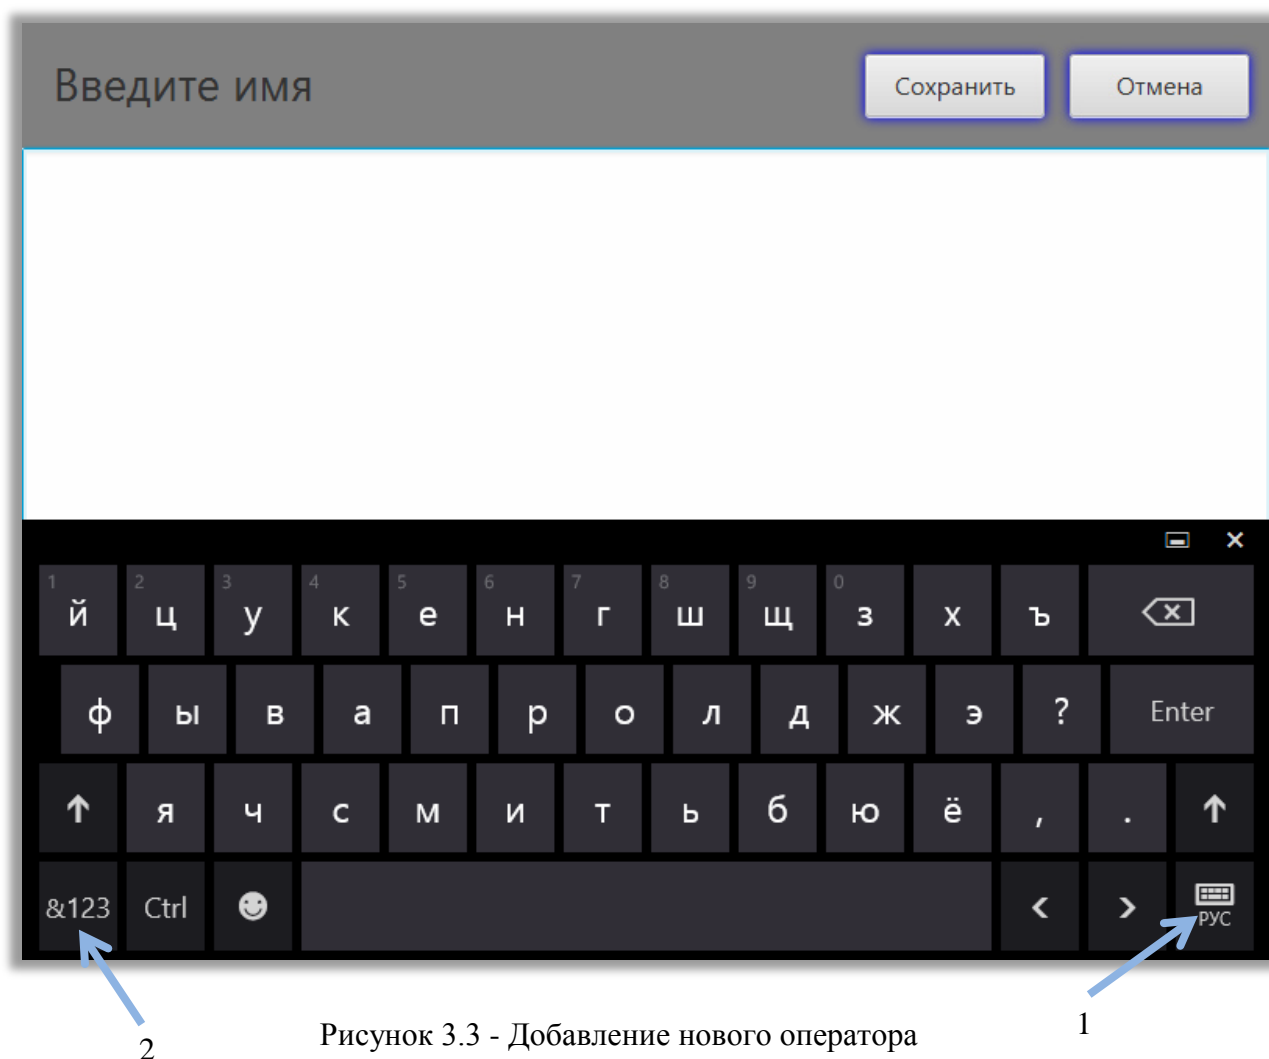 Введите имя Сохранить Отмена
1 й 2 ц 3 у 4 к 5 е 6 н 7 г 8 ш 9 щ 0 з х ъ
ф ы в а п р о л д ж э ? Enter
я ч с м и т ь б ю ё , .
&123 Ctrl < > РУС
1
2
Рисунок 3.3 - Добавление нового оператора